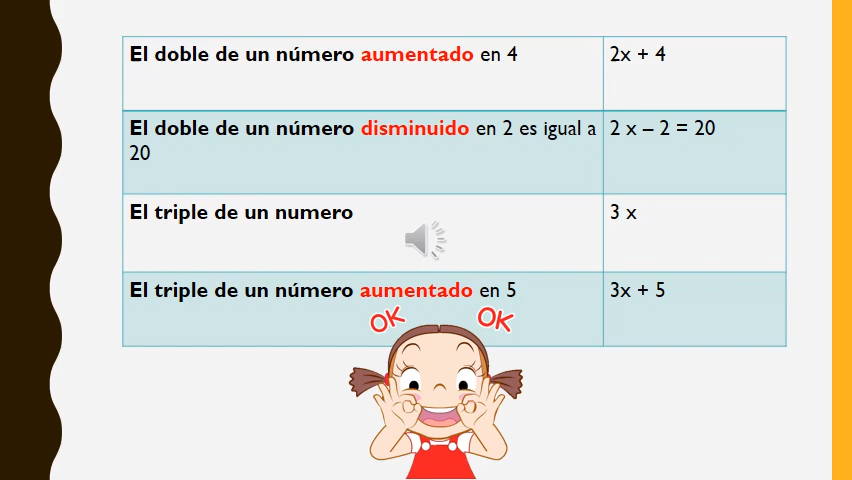 El doble de un número aumentado en 4
2x + 4
El doble de un número disminuido en 2 es igual a
20
2 x – 2 = 20
El triple de un numero
3 x
El triple de un número aumentado en 5
3x + 5
OK
OK